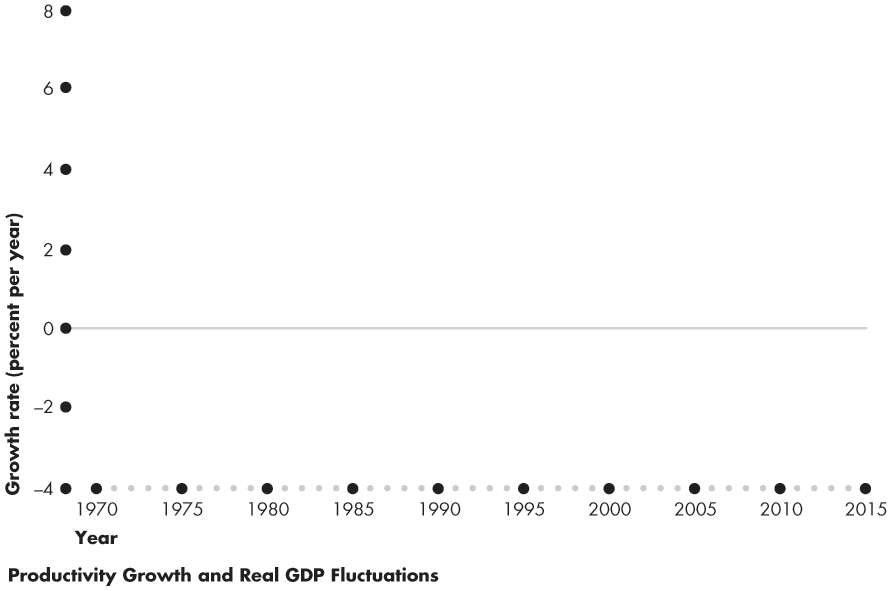 8
6
4
2
0
–2
–4
Growth rate (percent per year)
1970 1975 1980 1985 1990 1995 2000 2005 2010 2015
Year
Productivity Growth and Real GDP Fluctuations